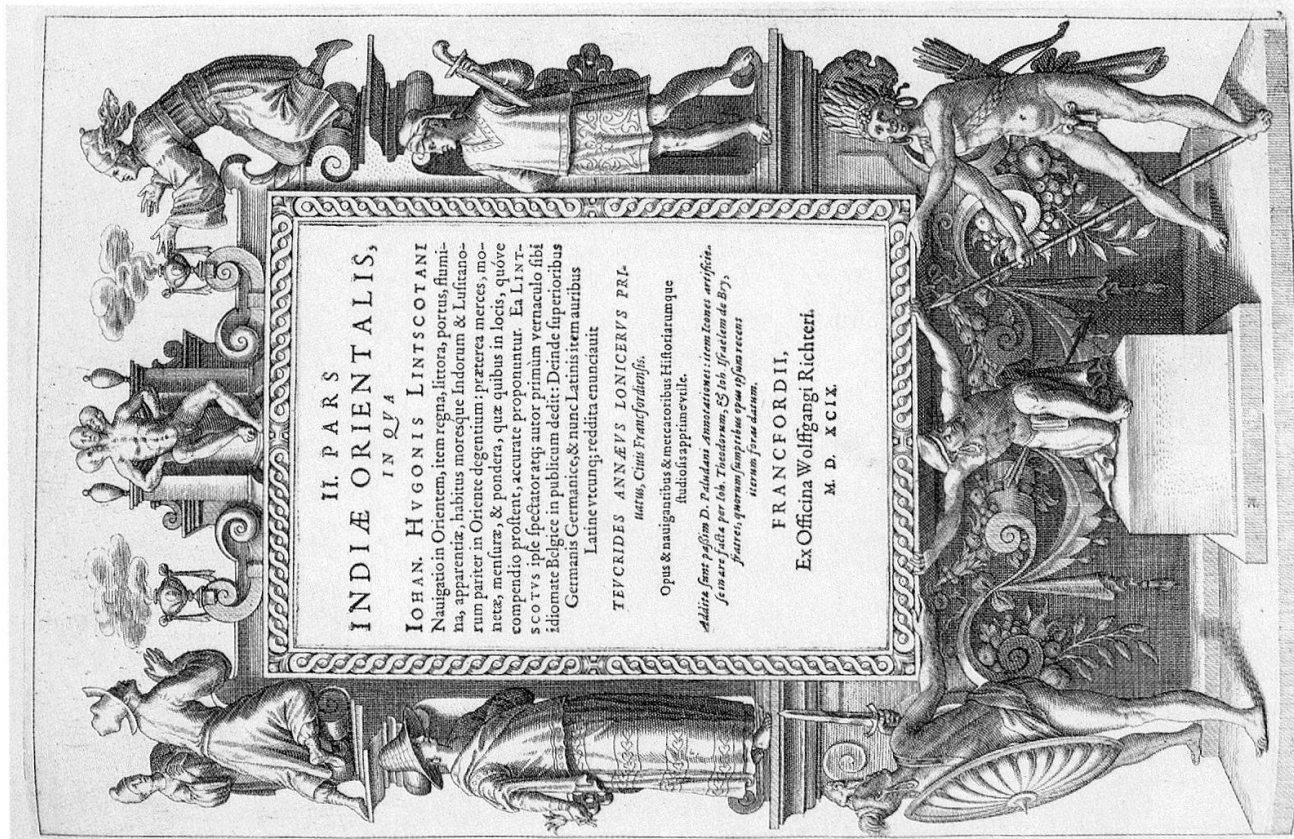 II. PARS
INDIÆ ORIENTALIS,
IN QVA
IOHAN. HVGONIS LINTSCOTANI
Nauigatio in Orientem, item regna, littora, portus, flumi-
na, apparentiæ, habitus moresque Indorum & Luſitano-
rum pariter in Oriente degentium: præterea merces, mo-
netæ, menſuræ, & pondera, quæ quibus in locis, quóve
compendio proſtent, accurate proponuntur. Ea LINT-
SCOTVS ipſe ſpectator atq; autor primùm vernaculo ſibi
idiomate Belgice in publicum dedit: Deinde ſuperioribus
Germanis Germanice, & nunc Latinis item auribus
Latine vtcunq; reddita enunciauit
TEVCRIDES ANNÆVS LONICERVS PRI-
uatus, Ciuis Francfordienſis.
Opus & nauigantibus & mercatoribus Hiſtoriarumque
ſtudioſis apprime vtile.
Addita ſunt paßim D. Paludani Annotationes: item Icones artificio-
ſe in ære factæ per Ioh. Theodorum, & Ioh. Iſraelem de Bry,
fratres, quorum ſumptibus opus ipſum recens
iterum foras datum.
FRANCFORDII,
Ex Officina Wolffgangi Richteri.
M. D. XCIX.